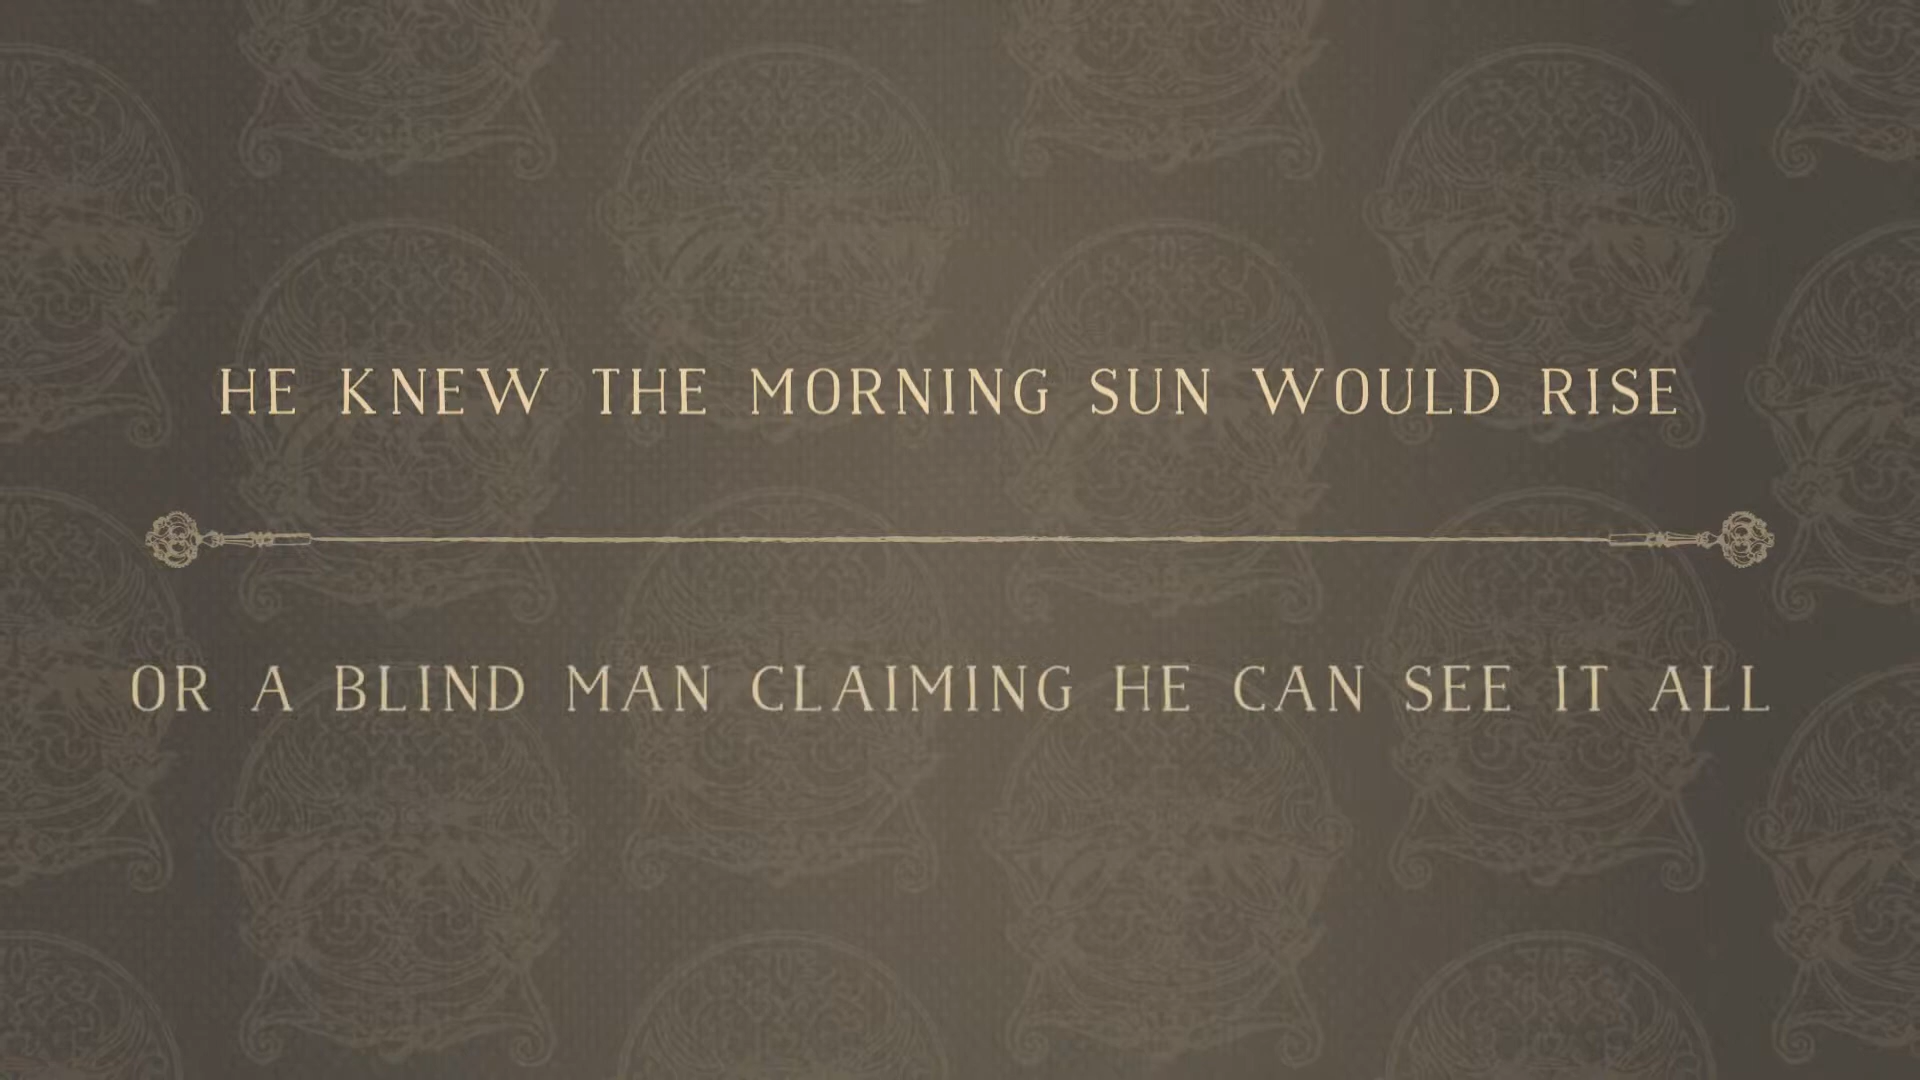 HE KNEW THE MORNING SUN WOULD RISE
OR A BLIND MAN CLAIMING HE CAN SEE IT ALL